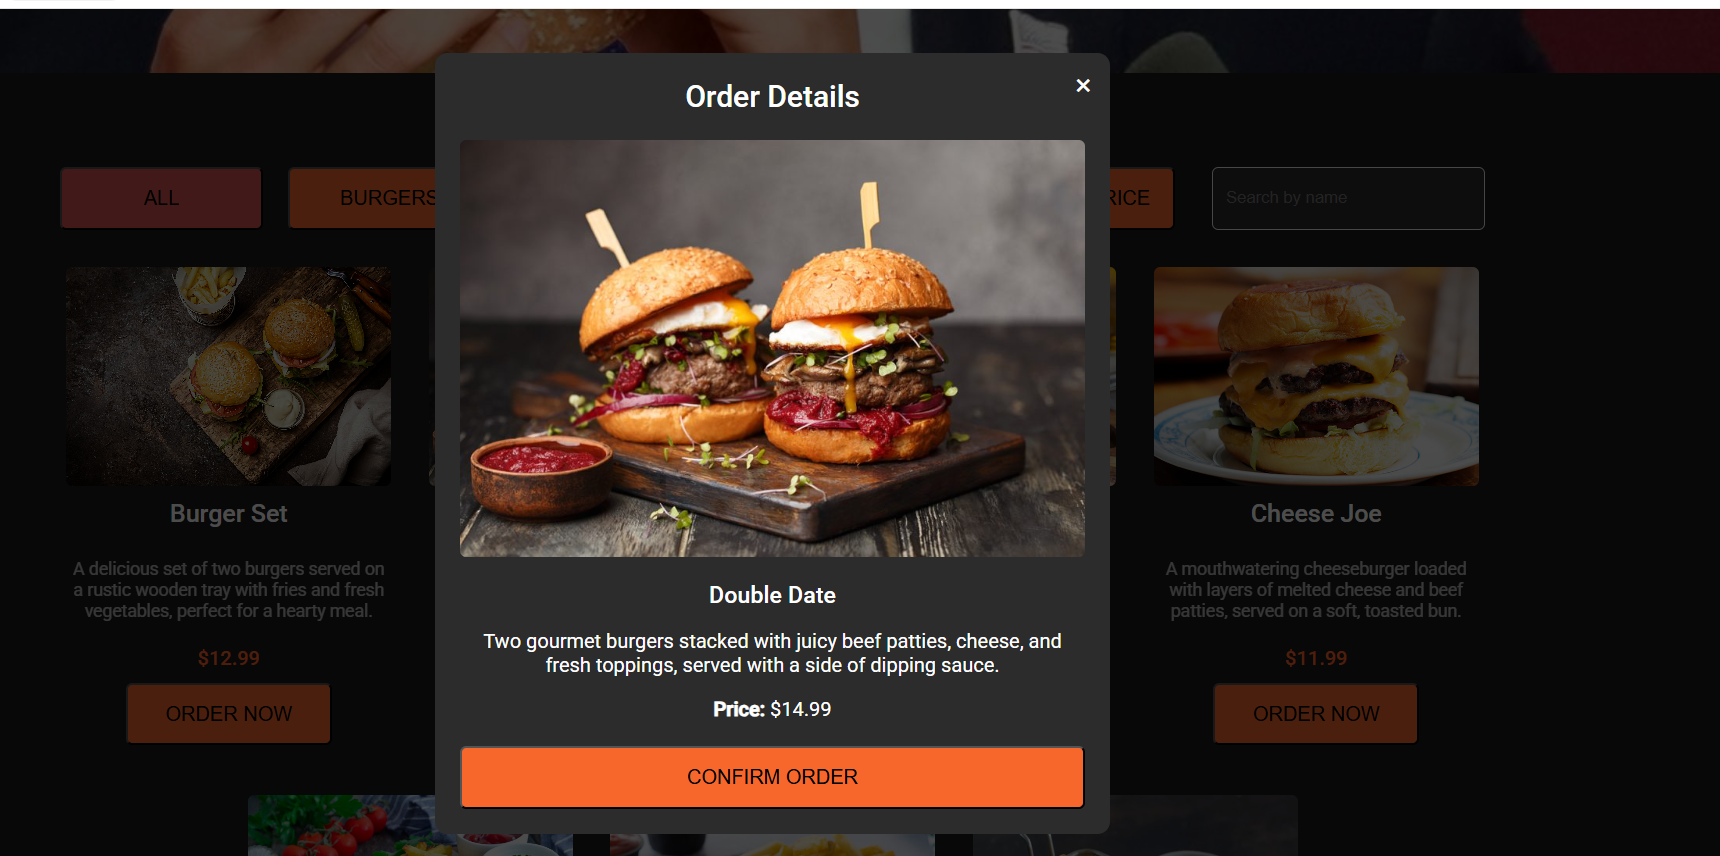 Order Details
×
ALL
BURGERS
RICE
Search by name
Burger Set
A delicious set of two burgers served on
a rustic wooden tray with fries and fresh
vegetables, perfect for a hearty meal.
$12.99
ORDER NOW
Double Date
Two gourmet burgers stacked with juicy beef patties, cheese, and
fresh toppings, served with a side of dipping sauce.
Price: $14.99
CONFIRM ORDER
Cheese Joe
A mouthwatering cheeseburger loaded
with layers of melted cheese and beef
patties, served on a soft, toasted bun.
$11.99
ORDER NOW